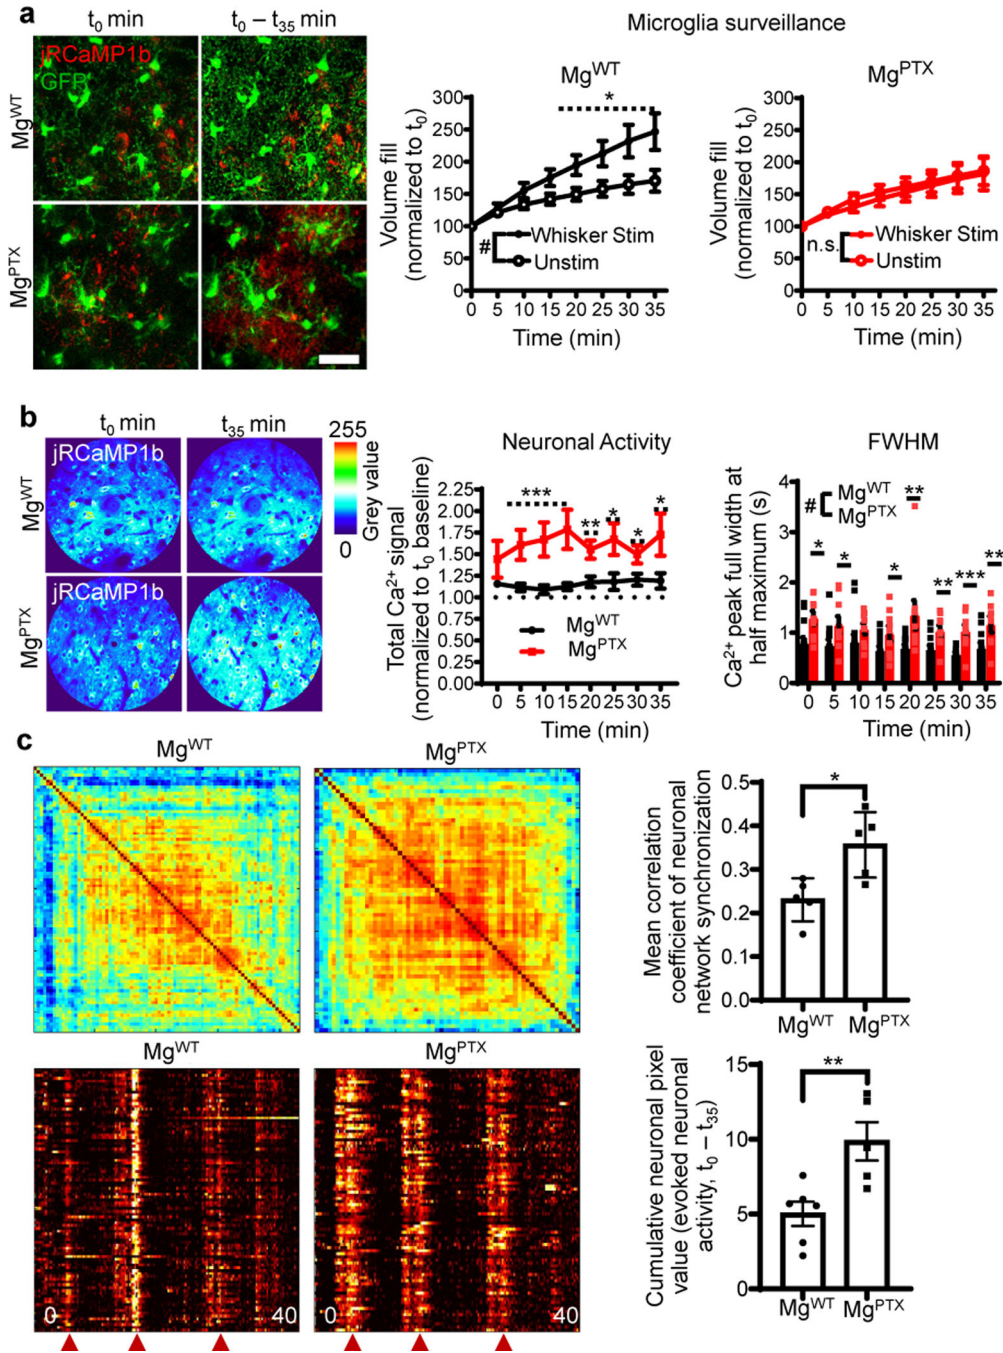 a
t0 min
t0 – t35 min
Microglia surveillance
jRCaMP1b
GFP
MgWT
MgPTX
MgWT
Volume fill
(normalized to t0)
300
250
200
150
100
50
0
*
#
Whisker Stim
Unstim
0 5 10 15 20 25 30 35
Time (min)
MgPTX
Volume fill
(normalized to t0)
300
250
200
150
100
50
0
n.s.
Whisker Stim
Unstim
0 5 10 15 20 25 30 35
Time (min)
b
t0 min
t35 min
jRCaMP1b
jRCaMP1b
MgWT
MgPTX
255
Grey value
0
Neuronal Activity
Total Ca2+ signal
(normalized to t0 baseline)
2.25
2.00
1.75
1.50
1.25
1.00
0.75
0.50
0.25
0.00
*** ** * * *
MgWT
MgPTX
0 5 10 15 20 25 30 35
Time (min)
FWHM
Ca2+ peak full width at
half maximum (s)
4
3
2
1
0
# MgWT
MgPTX
* * * ** ** *** **
0 5 10 15 20 25 30 35
Time (min)
c
MgWT
MgPTX
Mean correlation
coefficient of neuronal
network synchronization
0.5
0.4
0.3
0.2
0.1
0.0
*
MgWT
MgPTX
MgWT
MgPTX
0 40
0 40
Cumulative neuronal pixel
value (evoked neuronal
activity, t0 – t35)
15
10
5
0
**
MgWT
MgPTX